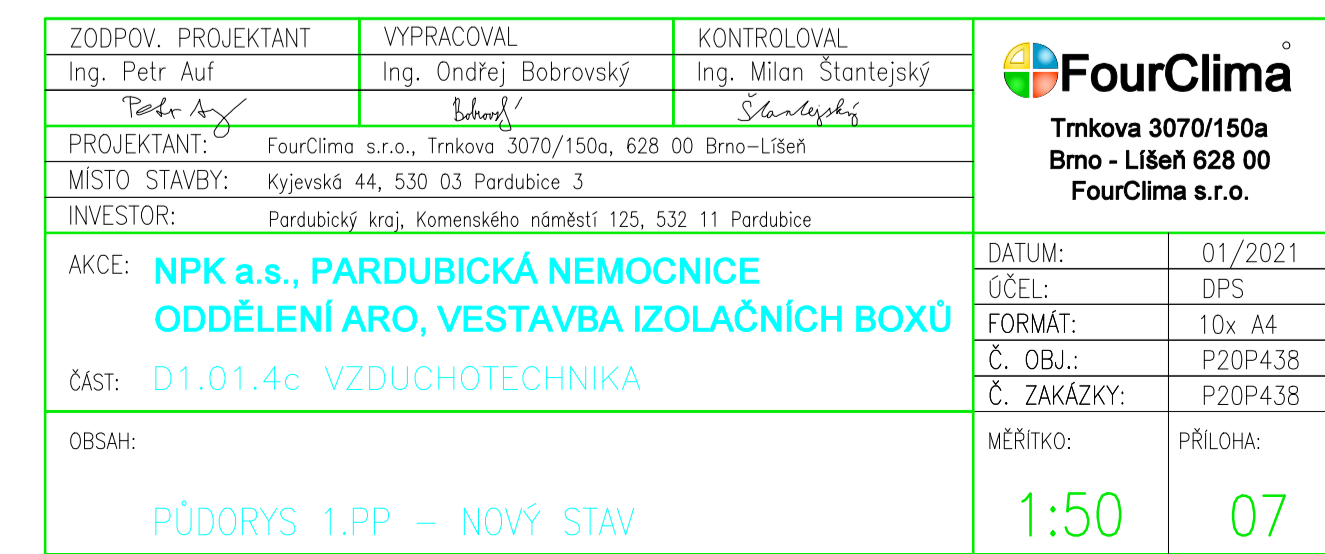 ZODPOV. PROJEKTANT VYPRACOVAL KONTROLOVAL
Ing. Petr Auf Ing. Ondřej Bobrovský Ing. Milan Štantejský
Štantejský
PROJEKTANT: FourClima s.r.o., Trnkova 3070/150a, 628 00 Brno–Líšeň
MÍSTO STAVBY: Kyjevská 44, 530 03 Pardubice 3
INVESTOR: Pardubický kraj, Komenského náměstí 125, 532 11 Pardubice
FourClima
Trnkova 3070/150a
Brno - Líšeň 628 00
FourClima s.r.o.
AKCE: NPK a.s., PARDUBICKÁ NEMOCNICE
ODDĚLENÍ ARO, VESTAVBA IZOLAČNÍCH BOXŮ
ČÁST: D1.01.4c VZDUCHOTECHNIKA
DATUM: 01/2021
ÚČEL: DPS
FORMÁT: 10x A4
Č. OBJ.: P20P438
Č. ZAKÁZKY: P20P438
OBSAH:
PŮDORYS 1.PP – NOVÝ STAV
MĚŘÍTKO: PŘÍLOHA:
1:50 07